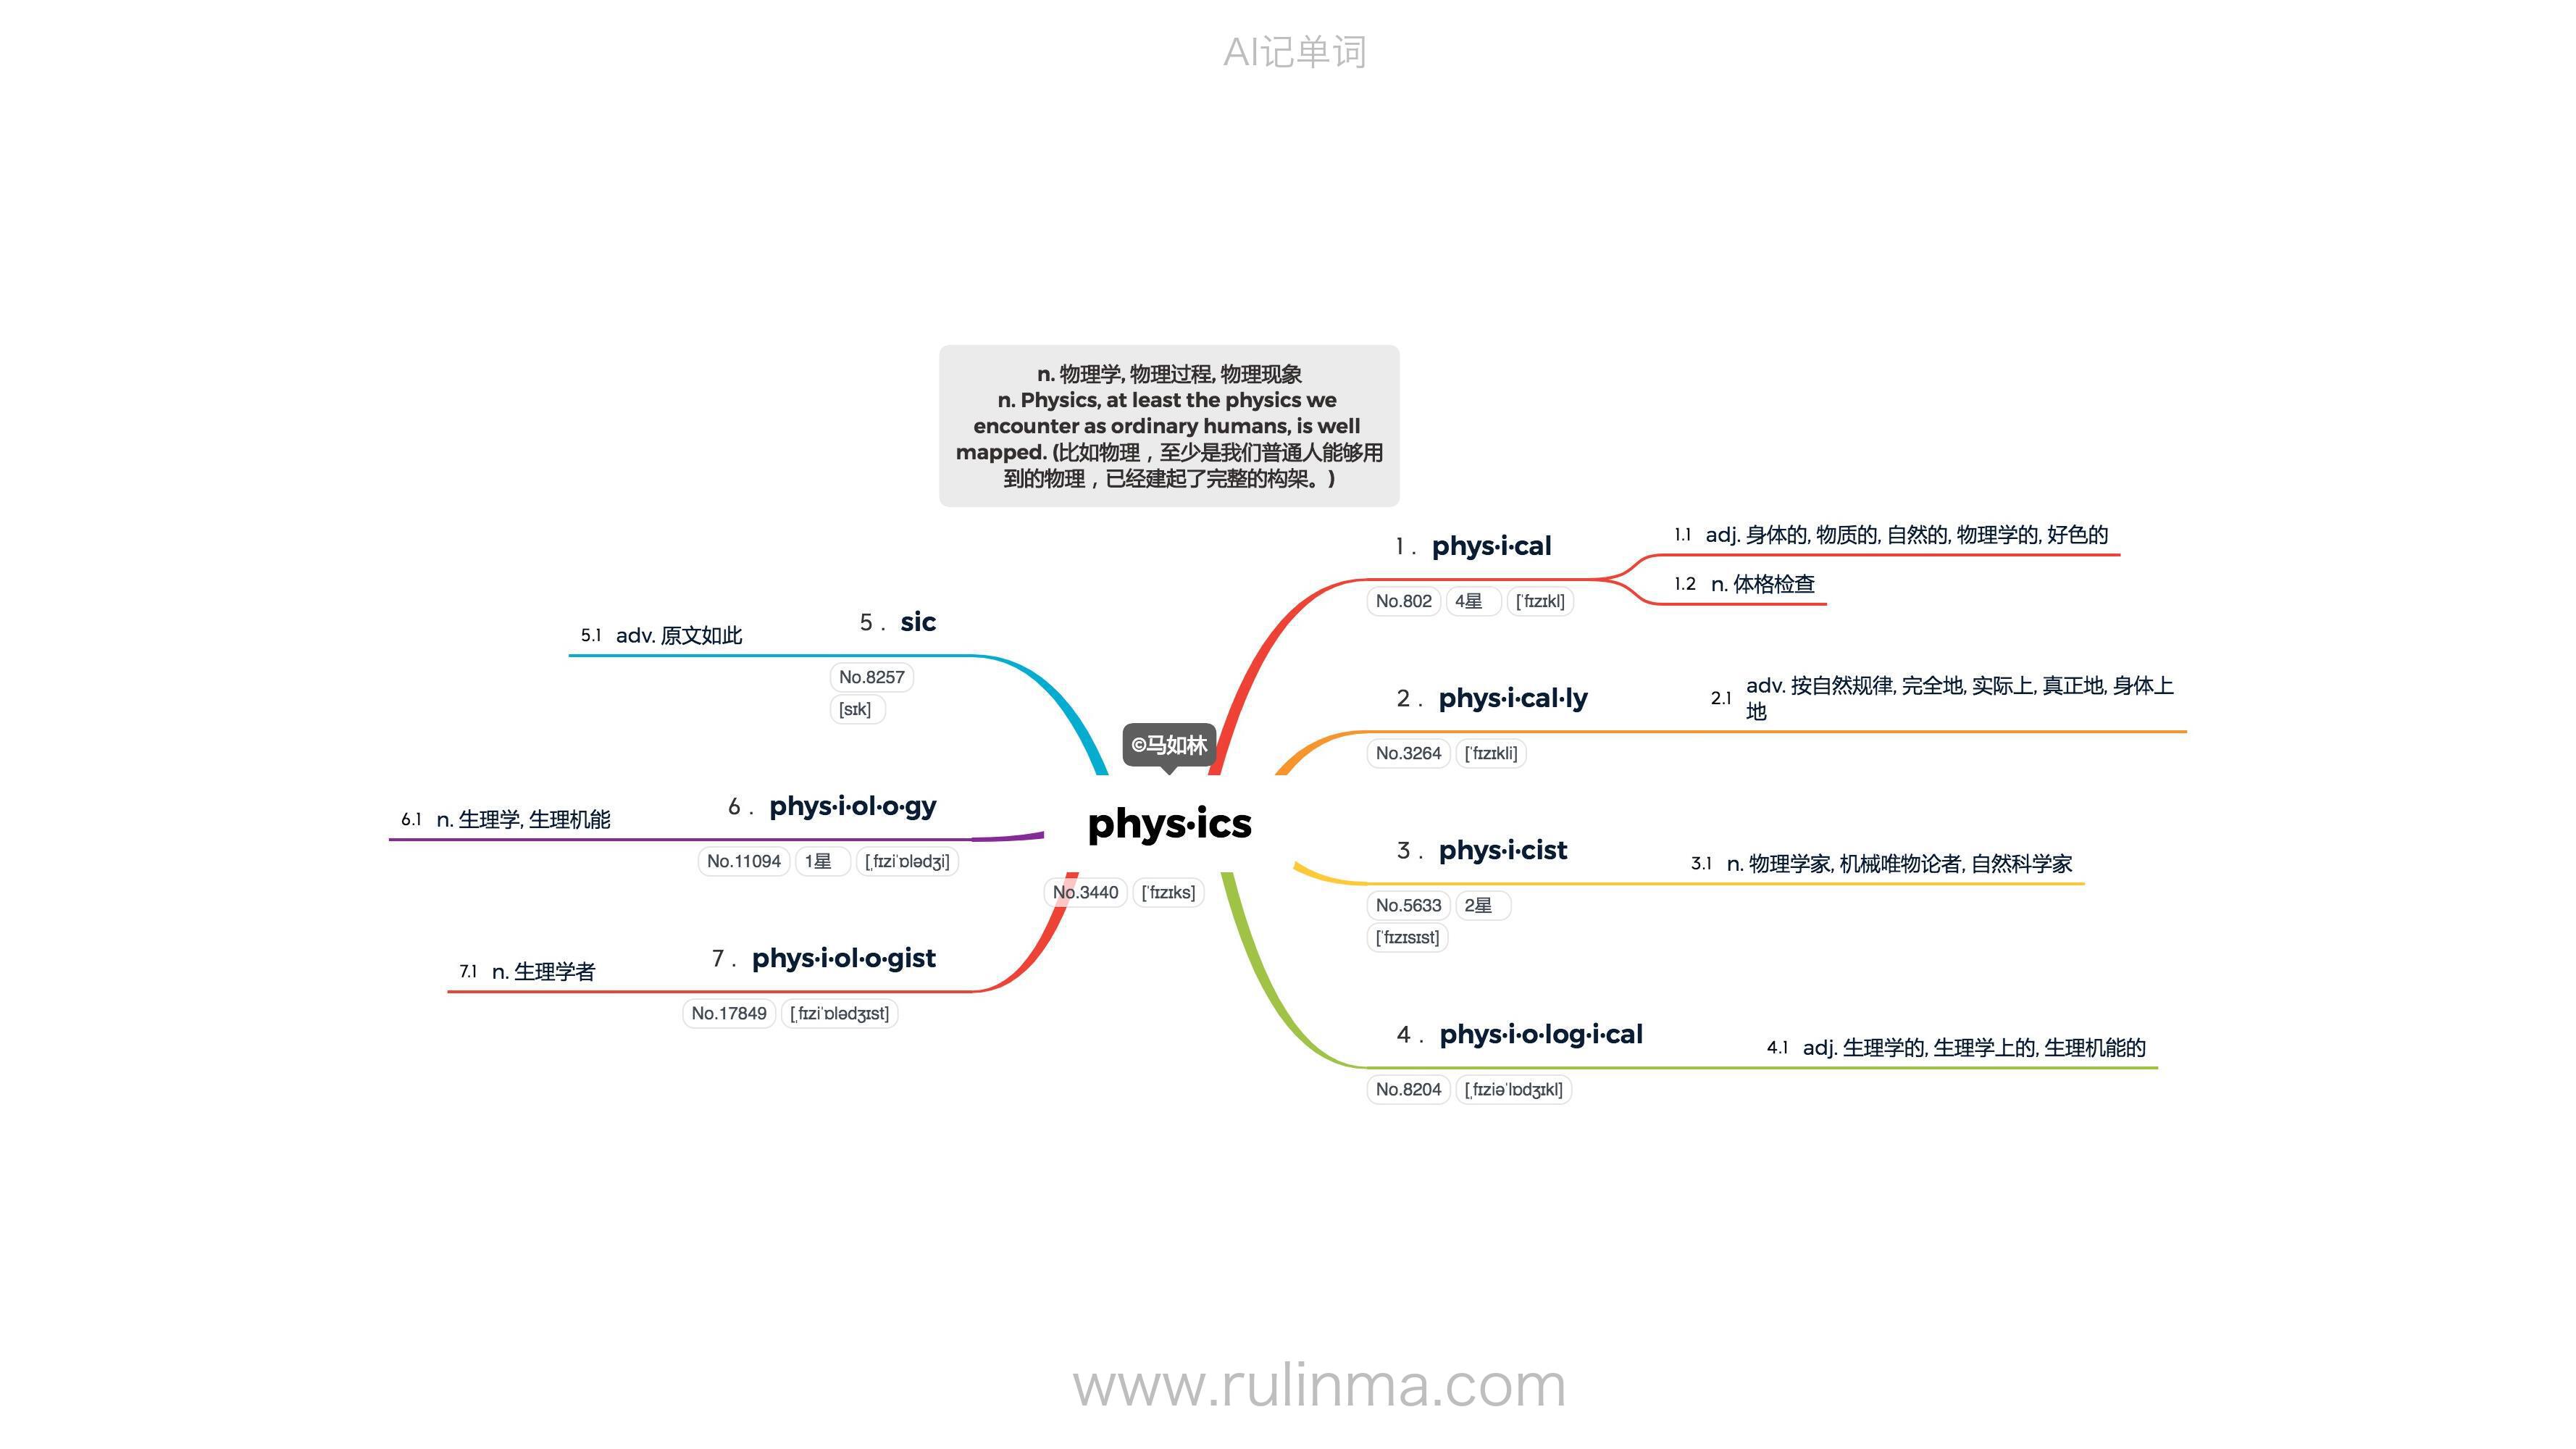 AI记单词
n. 物理学, 物理过程, 物理现象
n. Physics, at least the physics we
encounter as ordinary humans, is well
mapped. (比如物理，至少是我们普通人能够用
到的物理，已经建起了完整的构架。)
©马如林
phys·ics
No.3440 [ˈfɪzɪks]
1 . phys·i·cal
No.802 4星 [ˈfɪzɪkl]
1.1 adj. 身体的, 物质的, 自然的, 物理学的, 好色的
1.2 n. 体格检查
2 . phys·i·cal·ly
No.3264 [ˈfɪzɪkli]
2.1 adv. 按自然规律, 完全地, 实际上, 真正地, 身体上
地
3 . phys·i·cist
No.5633 2星
[ˈfɪzɪsɪst]
3.1 n. 物理学家, 机械唯物论者, 自然科学家
4 . phys·i·o·log·i·cal
No.8204 [ˌfɪziəˈlɒdʒɪkl]
4.1 adj. 生理学的, 生理学上的, 生理机能的
5 . sic
No.8257
[sɪk]
5.1 adv. 原文如此
6 . phys·i·ol·o·gy
No.11094 1星 [ˌfɪziˈɒlədʒi]
6.1 n. 生理学, 生理机能
7 . phys·i·ol·o·gist
No.17849 [ˌfɪziˈɒlədʒɪst]
7.1 n. 生理学者
www.rulinma.com